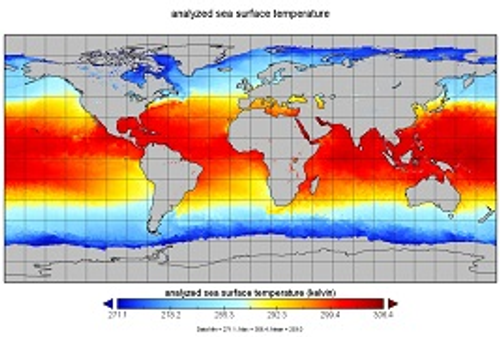 analyzed sea surface temperature
analyzed sea surface temperature (kelvin)
271.1 278.2 285.3 292.3 299.4 306.4